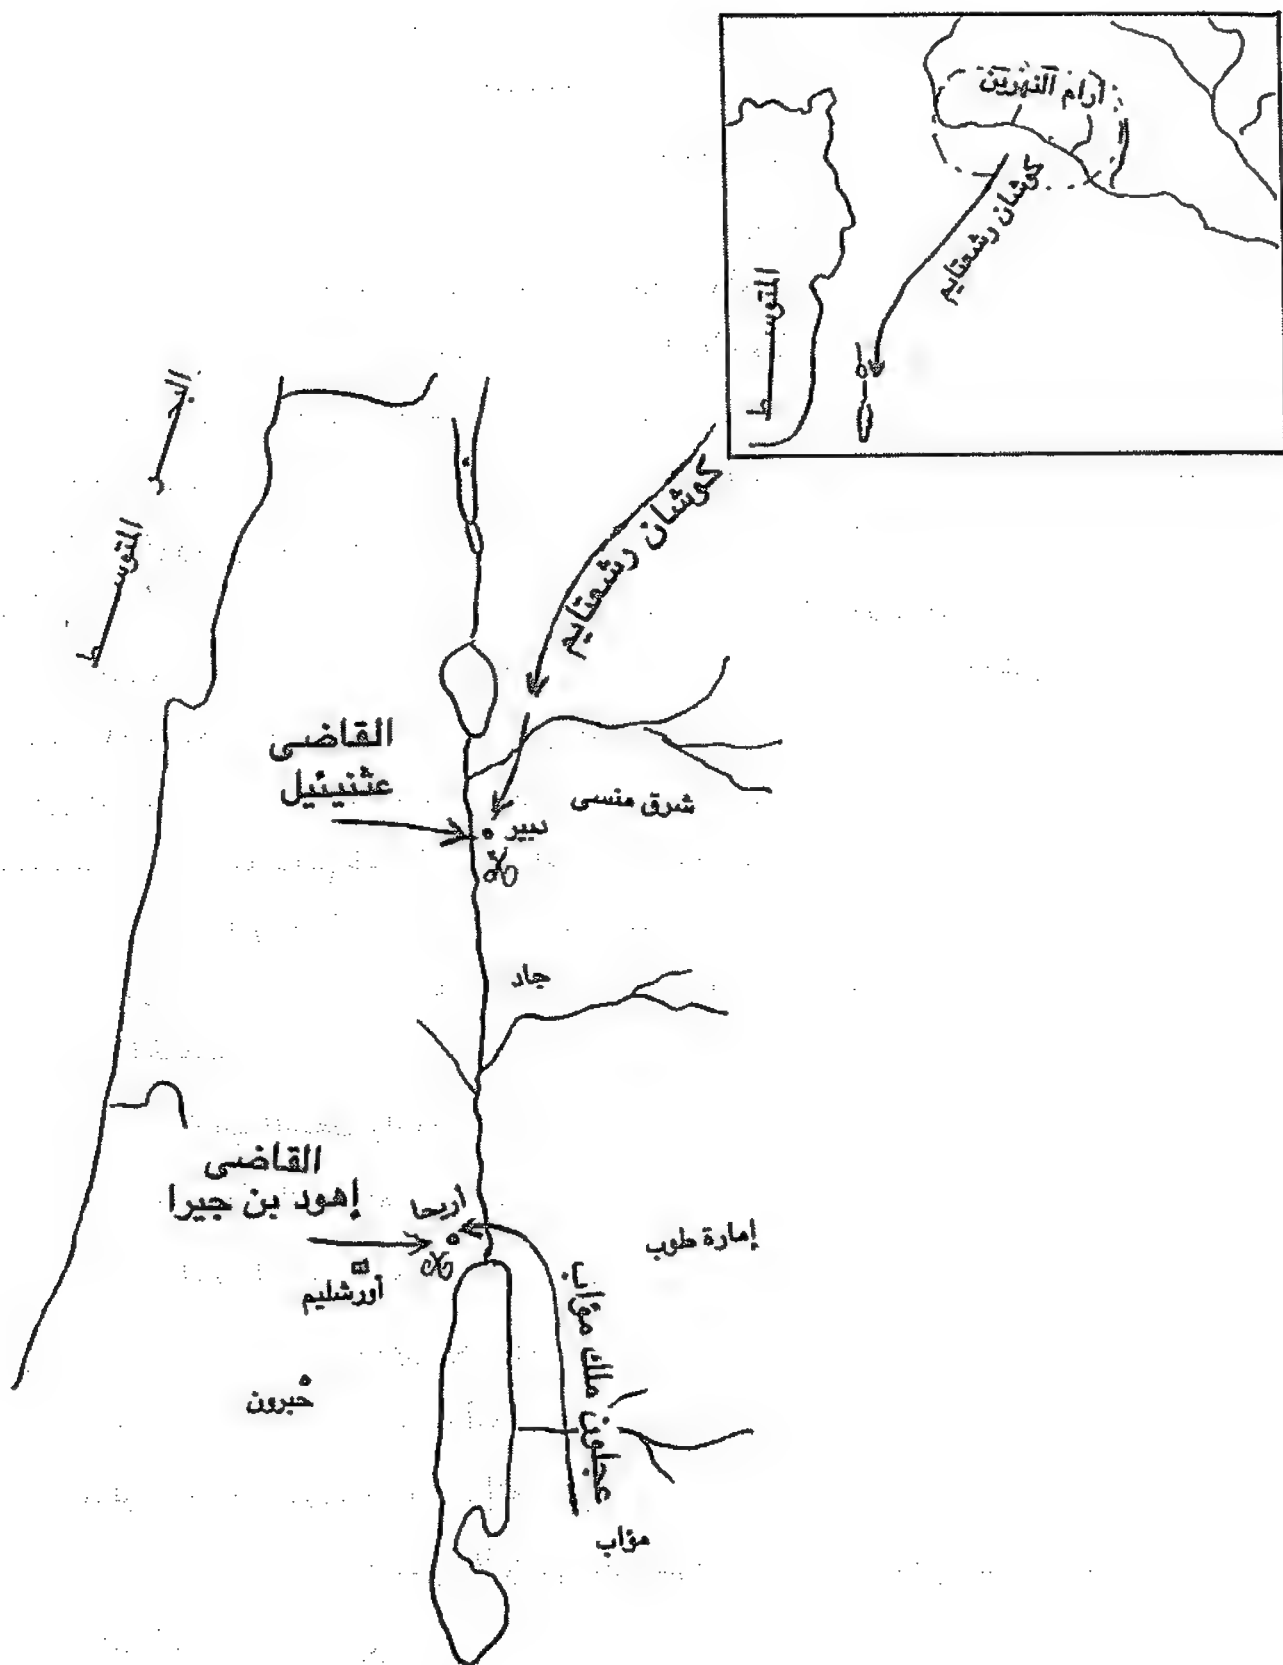 أرام النهرين
كوشان رشعتايم
المتوسط
البحر
المتوسط
كوشان رشعتايم
القاضى
عثنيئيل
شرق منسى
دبير
جاد
القاضى
إهود بن جيرا
أريحا
إمارة طوب
أورشليم
عجلون ملك مؤاب
حبرون
مؤاب